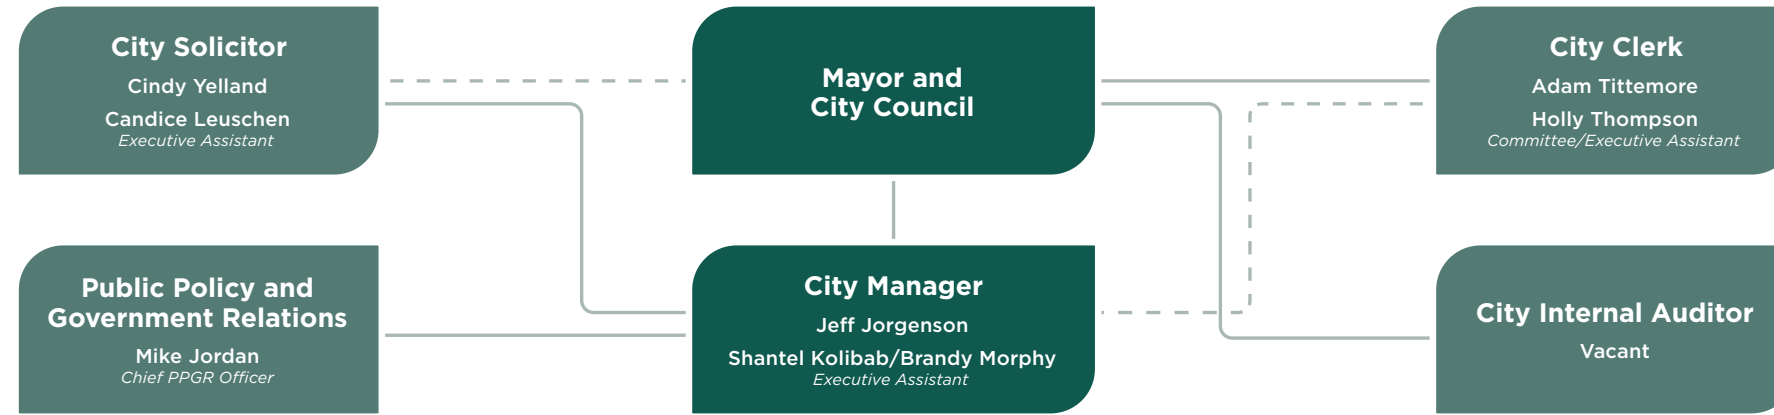 City Solicitor
Cindy Yelland
Candice Leuschen
Executive Assistant
Mayor and
City Council
City Clerk
Adam Tittemore
Holly Thompson
Committee/Executive Assistant
Public Policy and
Government Relations
Mike Jordan
Chief PPGR Officer
City Manager
Jeff Jorgenson
Shantel Kolibab/Brandy Morphy
Executive Assistant
City Internal Auditor
Vacant